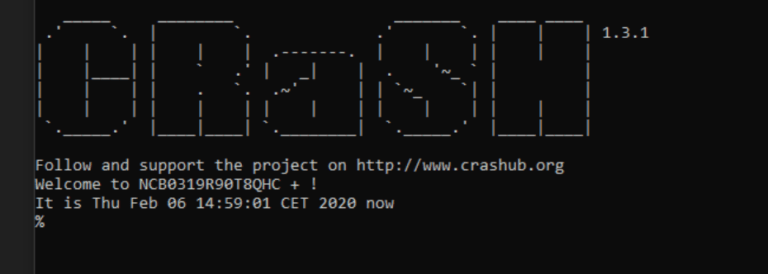 CRaSH 1.3.1
Follow and support the project on http://www.crashub.org
Welcome to NCB0319R90T8QHC + !
It is Thu Feb 06 14:59:01 CET 2020 now
%